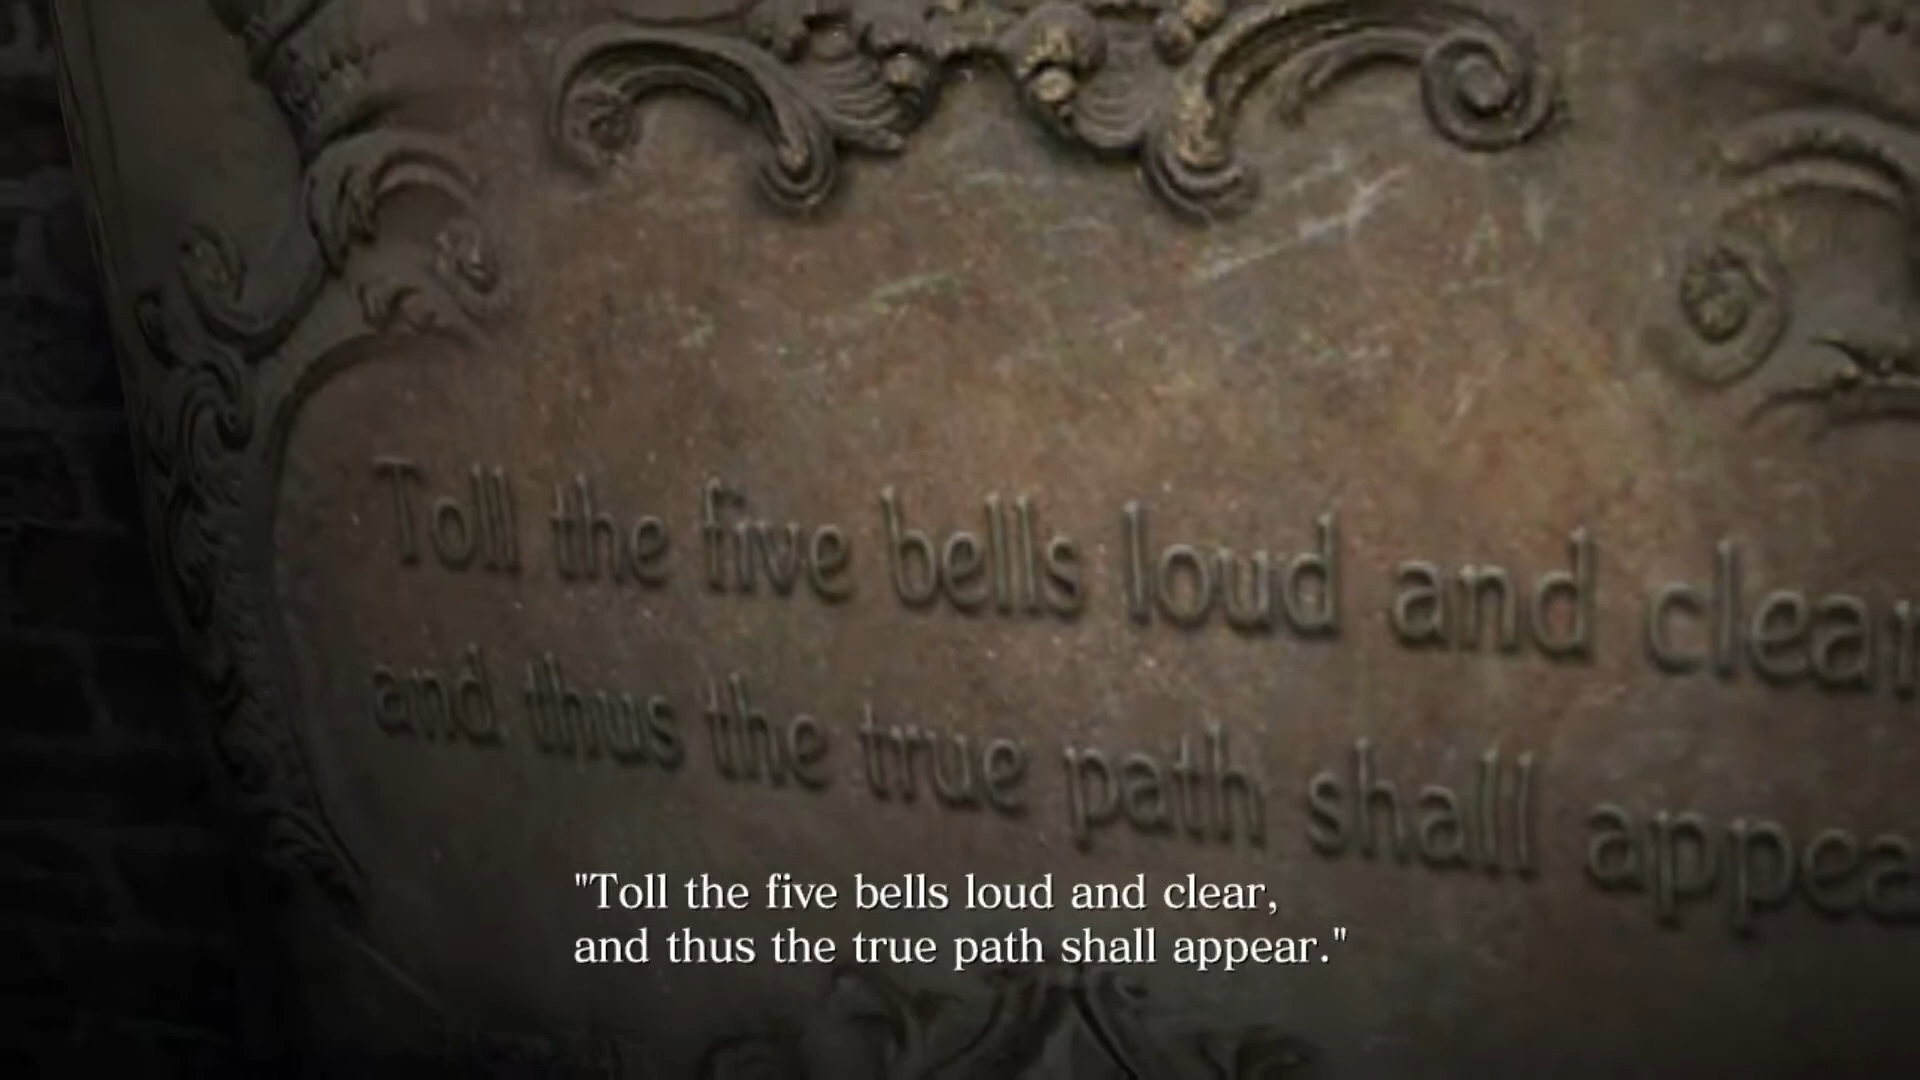 Toll the five bells loud and clear
and thus the true path shall appea
"Toll the five bells loud and clear,
and thus the true path shall appear."